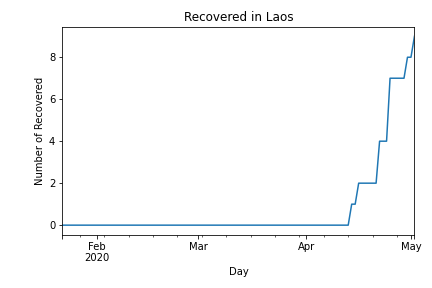 Recovered in Laos
Number of Recovered
8
6
4
2
0
Feb
2020
Mar
Apr
May
Day